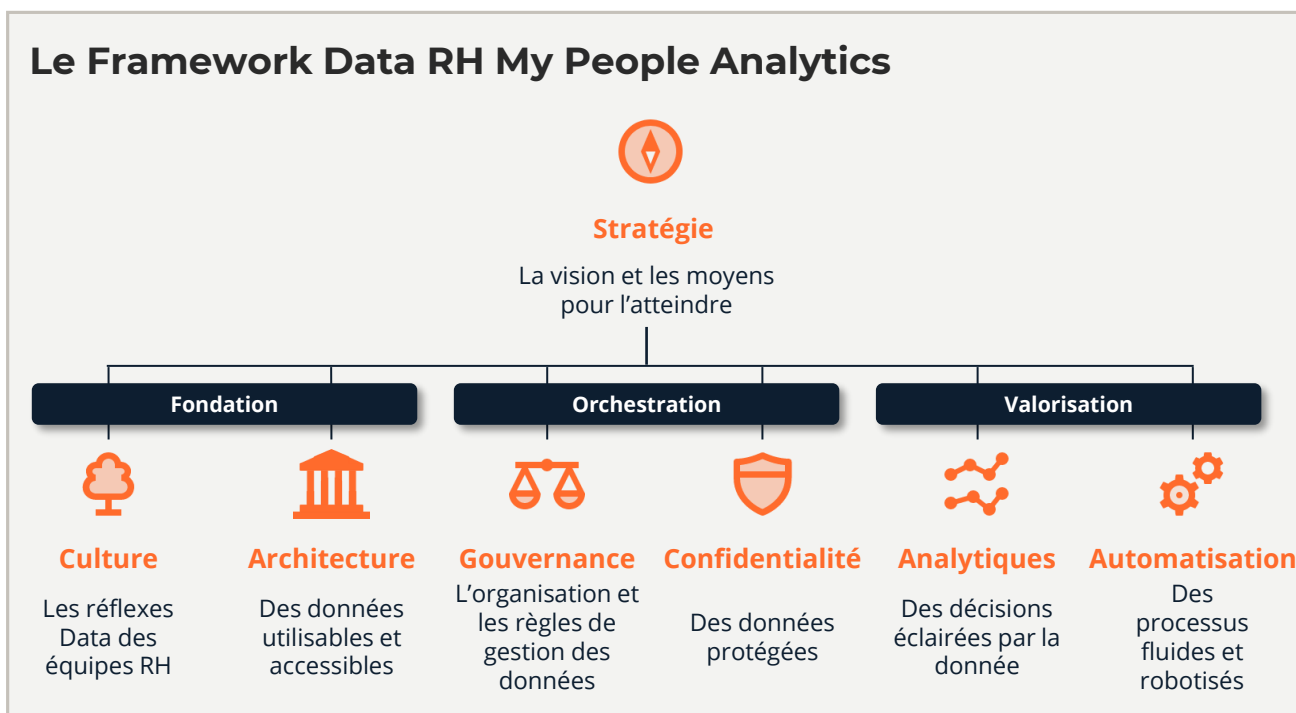 Le Framework Data RH My People Analytics
Stratégie
La vision et les moyens
pour l’atteindre
Fondation
Orchestration
Valorisation
Culture
Les réflexes
Data des
équipes RH
Architecture
Des données
utilisables et
accessibles
Gouvernance
L’organisation et
les règles de
gestion des
données
Confidentialité
Des données
protégées
Analytiques
Des décisions
éclairées par la
donnée
Automatisation
Des
processus
fluides et
robotisés